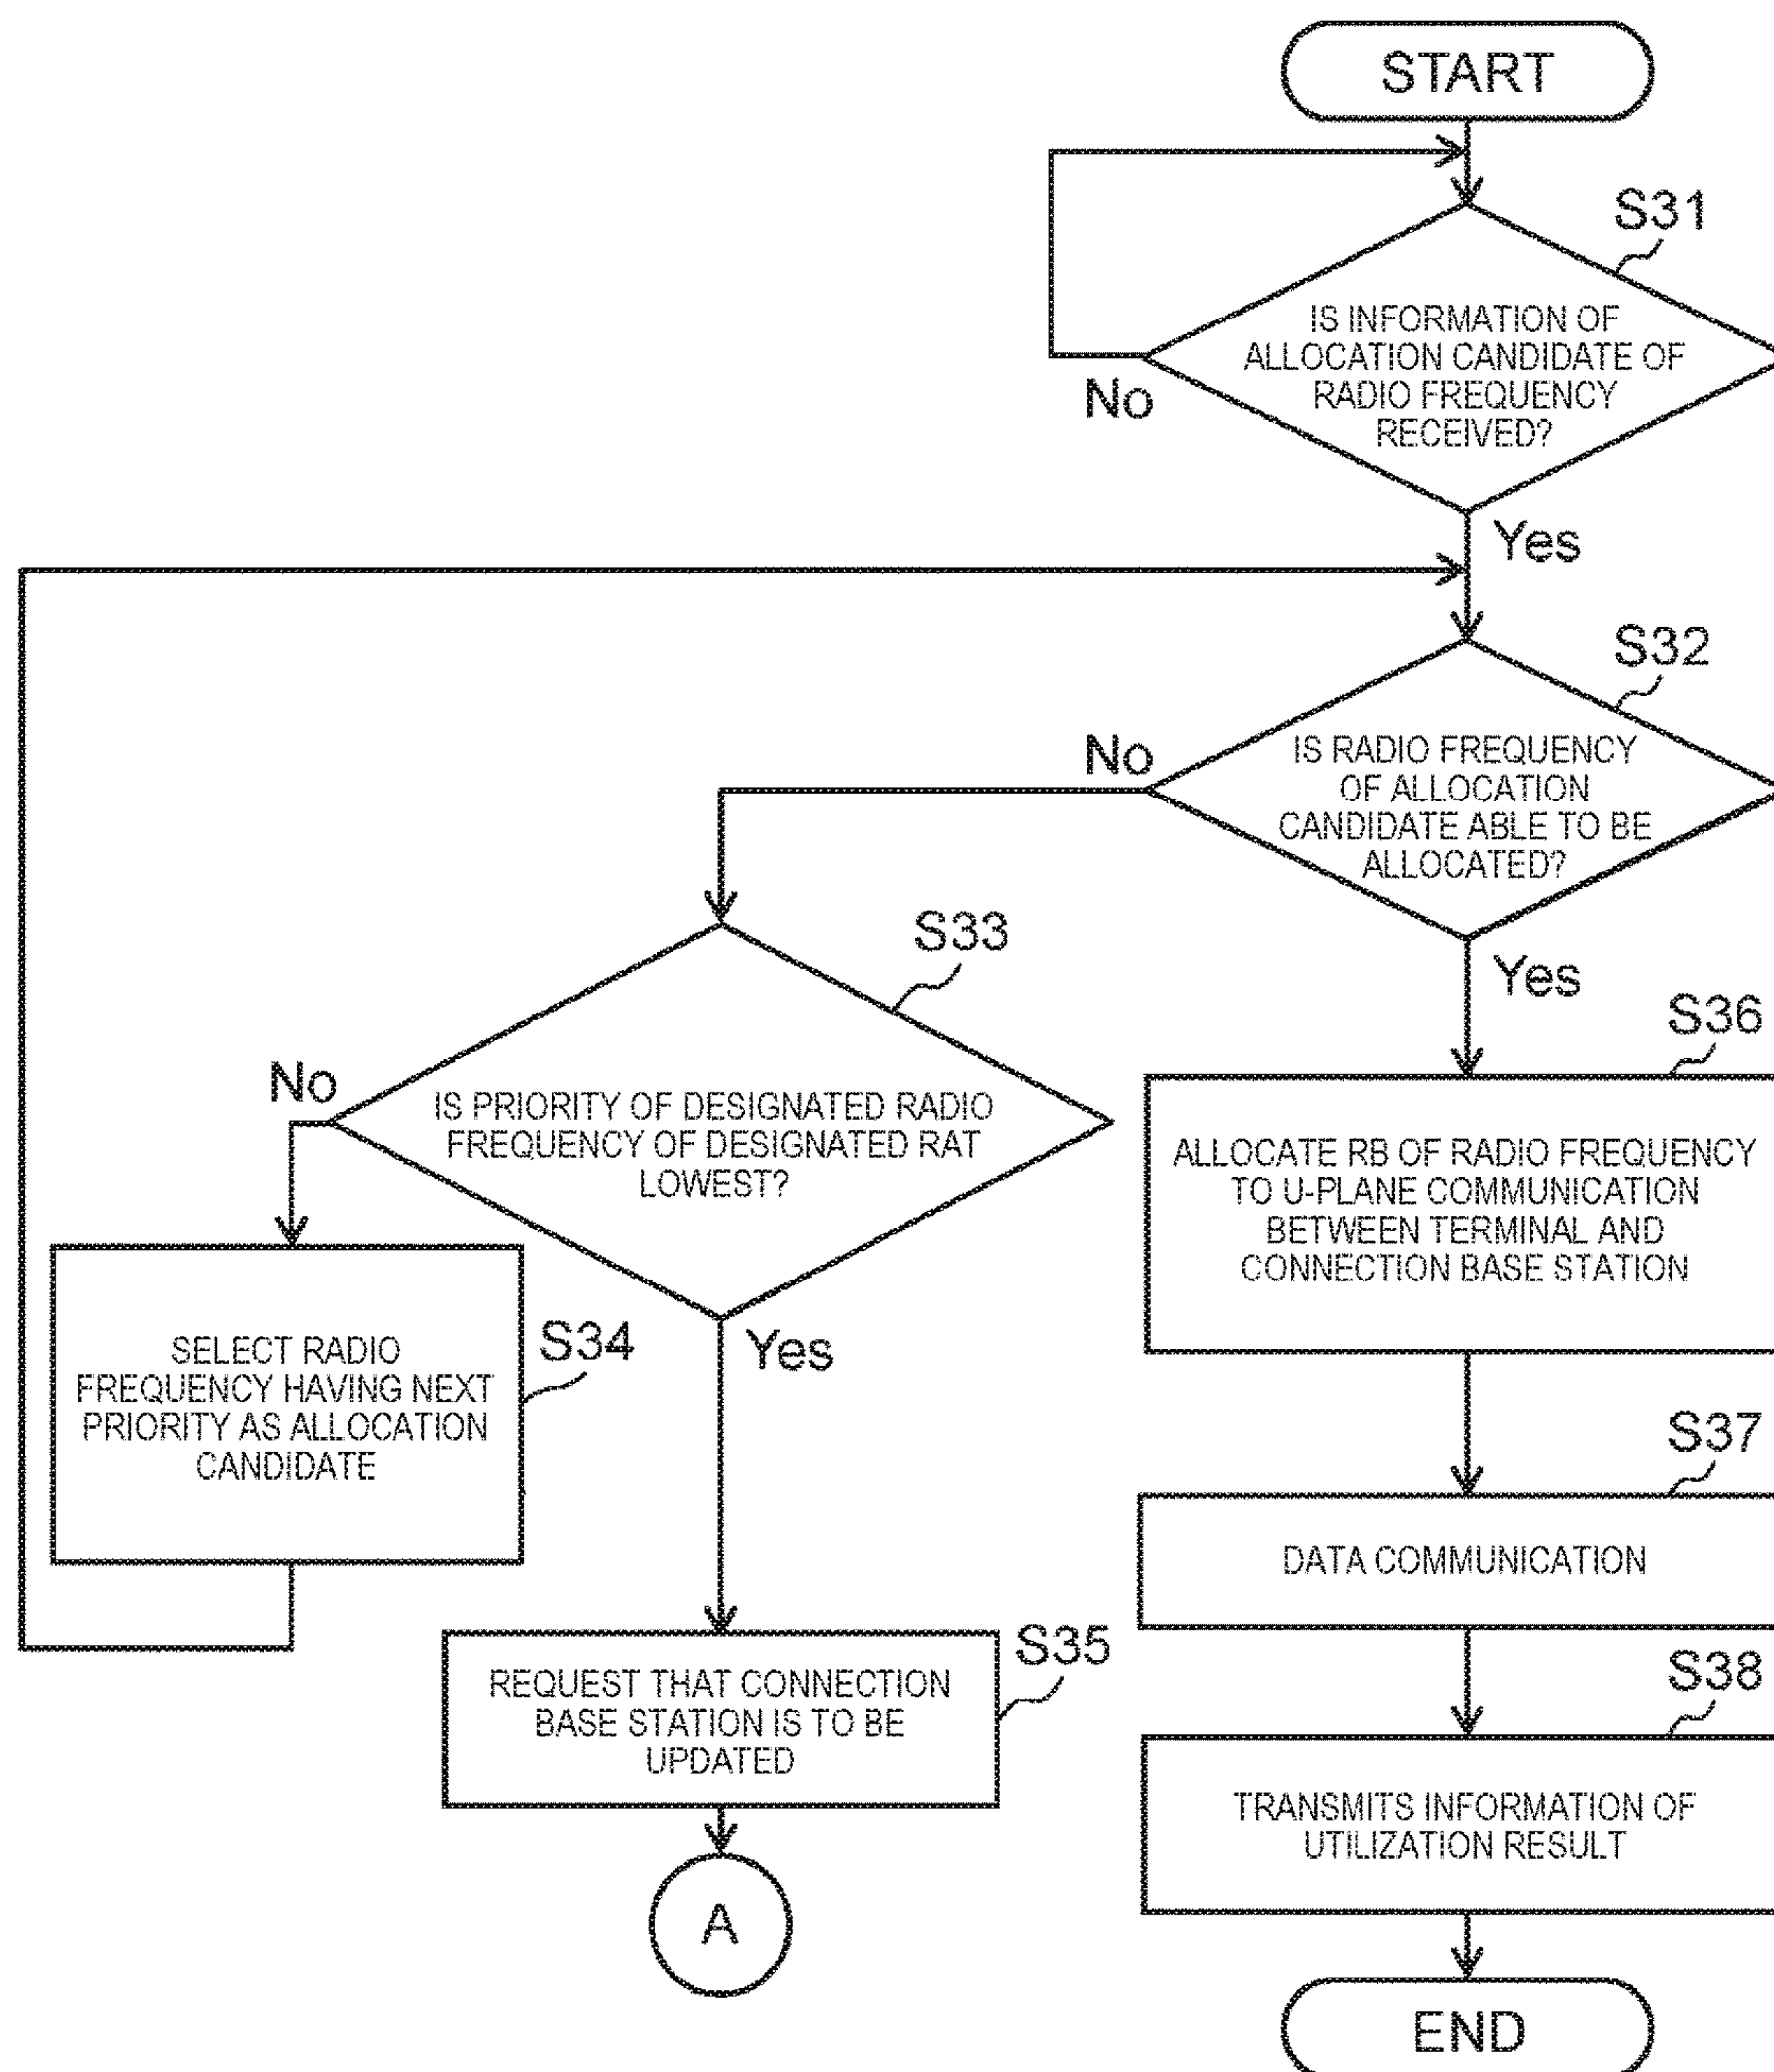 START
S31
IS INFORMATION OF
ALLOCATION CANDIDATE OF
RADIO FREQUENCY
RECEIVED?
No
Yes
S32
No
IS RADIO FREQUENCY
OF ALLOCATION
CANDIDATE ABLE TO BE
ALLOCATED?
Yes
S33
No
IS PRIORITY OF DESIGNATED RADIO
FREQUENCY OF DESIGNATED RAT
LOWEST?
Yes
S34
SELECT RADIO
FREQUENCY HAVING NEXT
PRIORITY AS ALLOCATION
CANDIDATE
S35
REQUEST THAT CONNECTION
BASE STATION IS TO BE
UPDATED
A
S36
ALLOCATE RB OF RADIO FREQUENCY
TO U-PLANE COMMUNICATION
BETWEEN TERMINAL AND
CONNECTION BASE STATION
S37
DATA COMMUNICATION
S38
TRANSMITS INFORMATION OF
UTILIZATION RESULT
END